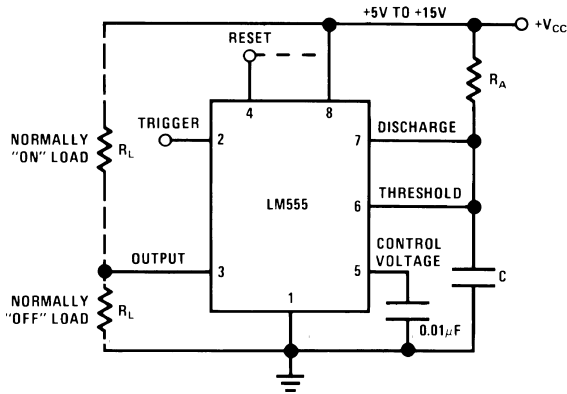 +5V TO +15V
+VCC
RESET
RA
4
8
TRIGGER
2
7
DISCHARGE
NORMALLY
"ON" LOAD
RL
6
THRESHOLD
LM555
CONTROL
VOLTAGE
OUTPUT
3
5
C
NORMALLY
"OFF" LOAD
RL
1
0.01μF